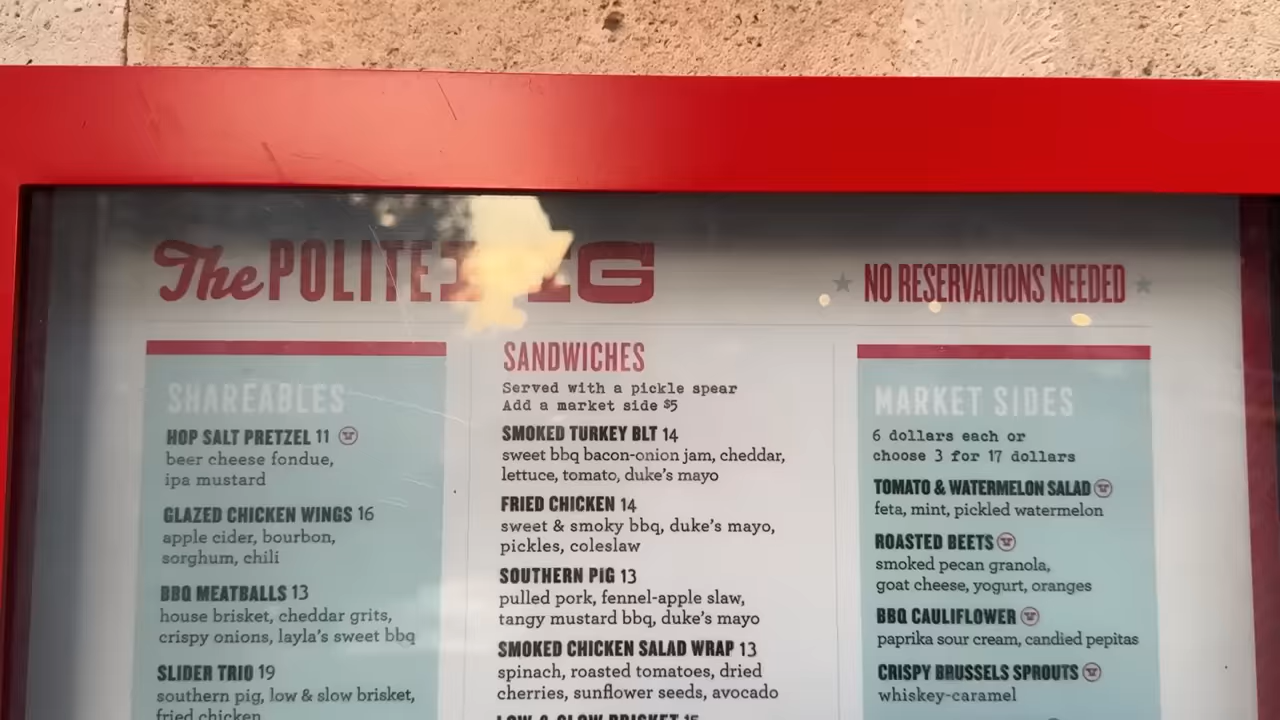 The POLITE PIG
★ NO RESERVATIONS NEEDED ★
SHAREABLES
HOP SALT PRETZEL 11
beer cheese fondue,
ipa mustard
GLAZED CHICKEN WINGS 16
apple cider, bourbon,
sorghum, chili
BBQ MEATBALLS 13
house brisket, cheddar grits,
crispy onions, layla's sweet bbq
SLIDER TRIO 19
southern pig, low & slow brisket,
fried chicken
SANDWICHES
Served with a pickle spear
Add a market side $5
SMOKED TURKEY BLT 14
sweet bbq bacon-onion jam, cheddar,
lettuce, tomato, duke's mayo
FRIED CHICKEN 14
sweet & smoky bbq, duke's mayo,
pickles, coleslaw
SOUTHERN PIG 13
pulled pork, fennel-apple slaw,
tangy mustard bbq, duke's mayo
SMOKED CHICKEN SALAD WRAP 13
spinach, roasted tomatoes, dried
cherries, sunflower seeds, avocado
LOW & SLOW BRISKET 15
MARKET SIDES
6 dollars each or
choose 3 for 17 dollars
TOMATO & WATERMELON SALAD
feta, mint, pickled watermelon
ROASTED BEETS
smoked pecan granola,
goat cheese, yogurt, oranges
BBQ CAULIFLOWER
paprika sour cream, candied pepitas
CRISPY BRUSSELS SPROUTS
whiskey-caramel